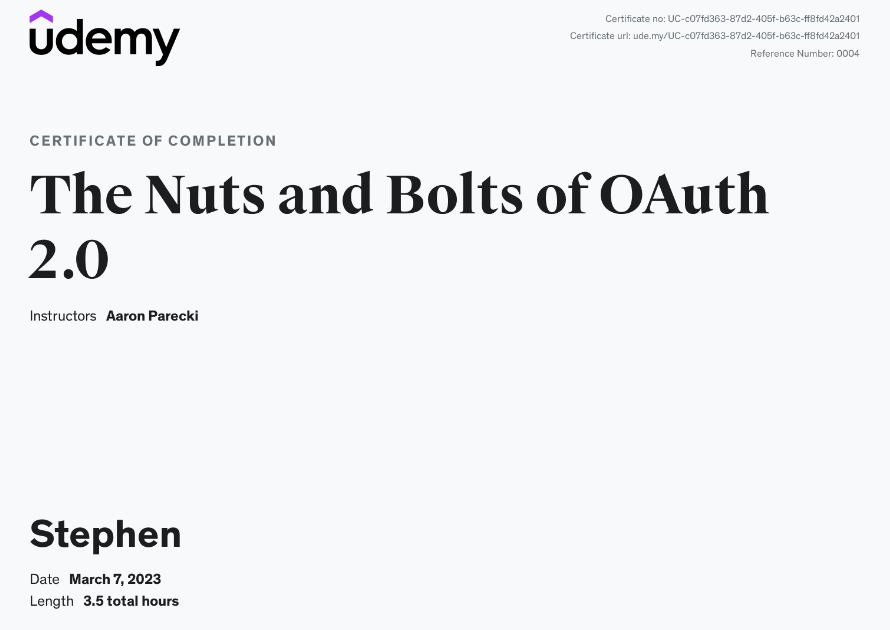 udemy
Certificate no: UC-c07fd363-87d2-405f-b63c-ff8fd42a2401
Certificate url: ude.my/UC-c07fd363-87d2-405f-b63c-ff8fd42a2401
Reference Number: 0004
CERTIFICATE OF COMPLETION
The Nuts and Bolts of OAuth
2.0
Instructors Aaron Parecki
Stephen
Date March 7, 2023
Length 3.5 total hours